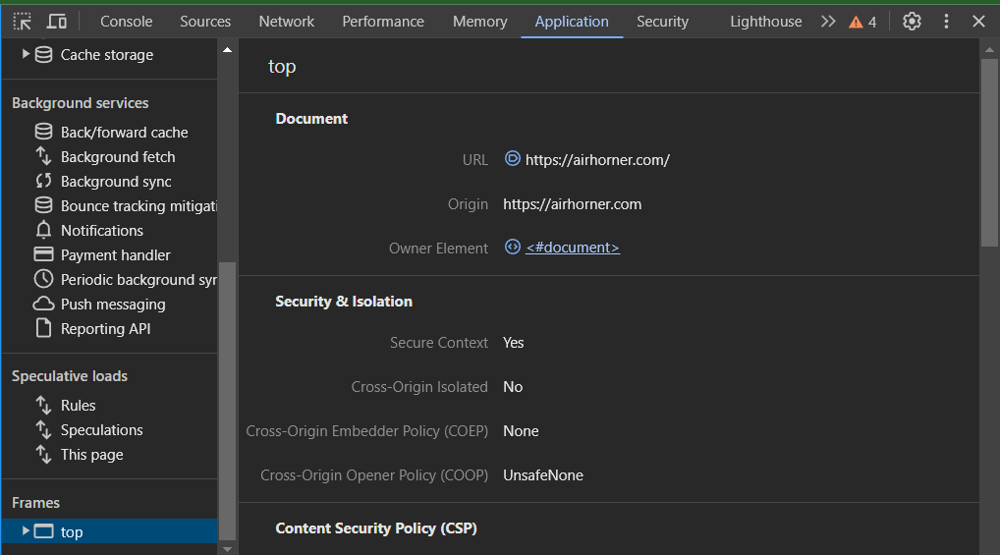 Console Sources Network Performance Memory Application Security Lighthouse 4
Cache storage
Background services
Back/forward cache
Background fetch
Background sync
Bounce tracking mitigati
Notifications
Payment handler
Periodic background syn
Push messaging
Reporting API
Speculative loads
Rules
Speculations
This page
Frames
top
top
Document
URL https://airhorner.com/
Origin https://airhorner.com
Owner Element <#document>
Security & Isolation
Secure Context Yes
Cross-Origin Isolated No
Cross-Origin Embedder Policy (COEP) None
Cross-Origin Opener Policy (COOP) UnsafeNone
Content Security Policy (CSP)